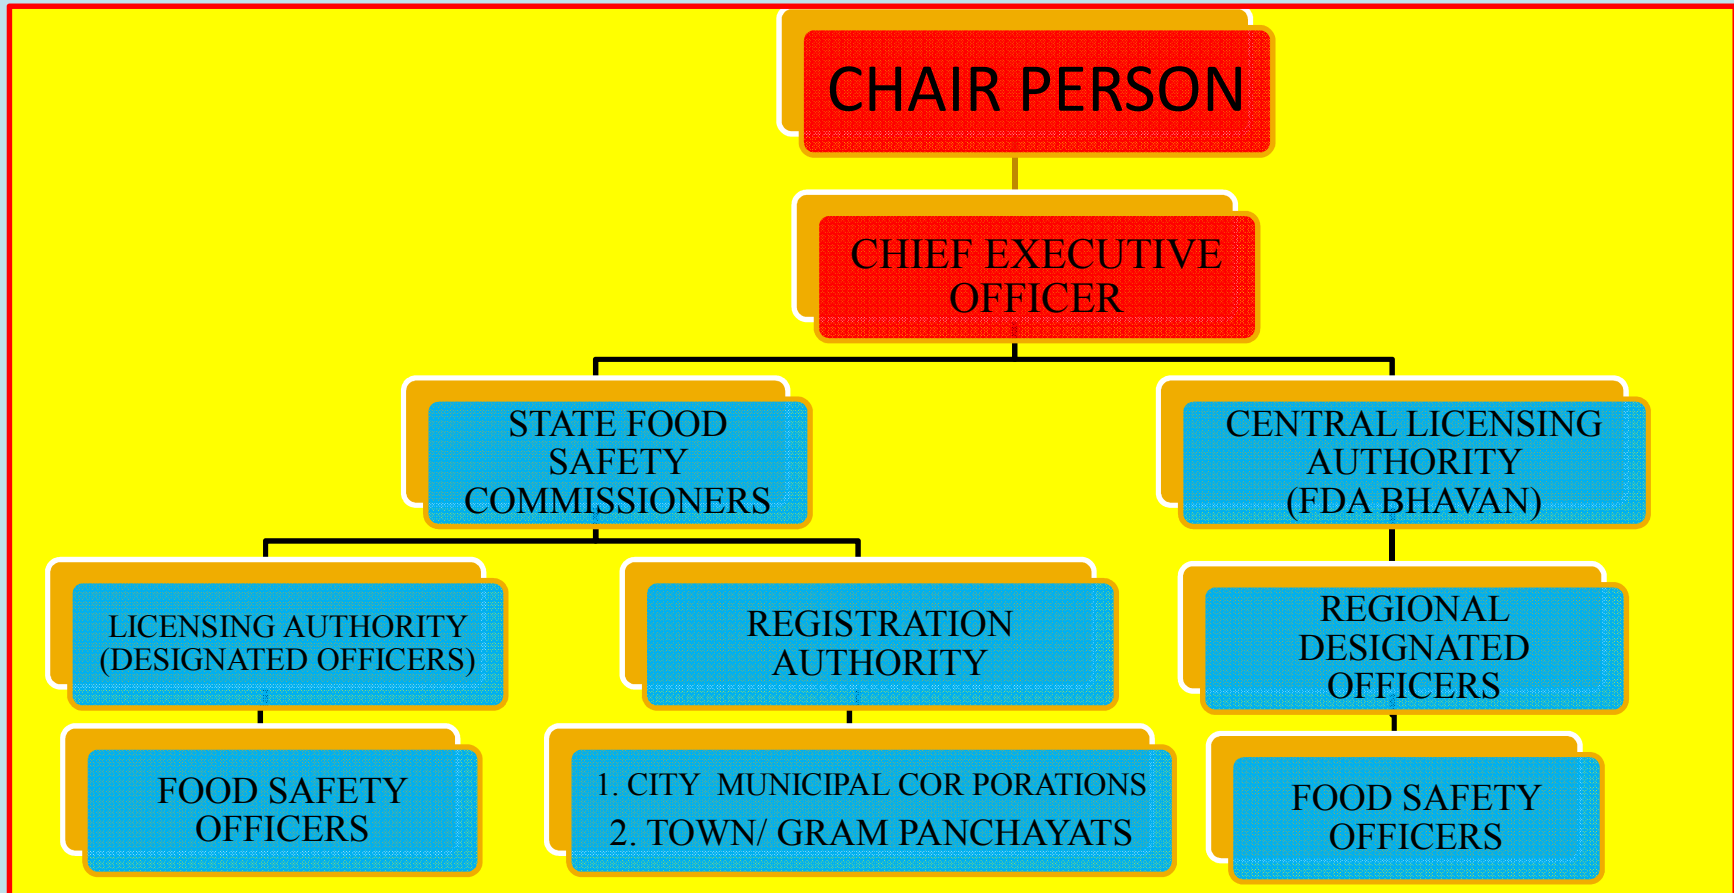 CHAIR PERSON
CHIEF EXECUTIVE
OFFICER
STATE FOOD
SAFETY
COMMISSIONERS
CENTRAL LICENSING
AUTHORITY
(FDA BHAVAN)
LICENSING AUTHORITY
(DESIGNATED OFFICERS)
REGISTRATION
AUTHORITY
REGIONAL
DESIGNATED
OFFICERS
FOOD SAFETY
OFFICERS
1. CITY MUNICIPAL COR PORATIONS
2. TOWN/ GRAM PANCHAYATS
FOOD SAFETY
OFFICERS